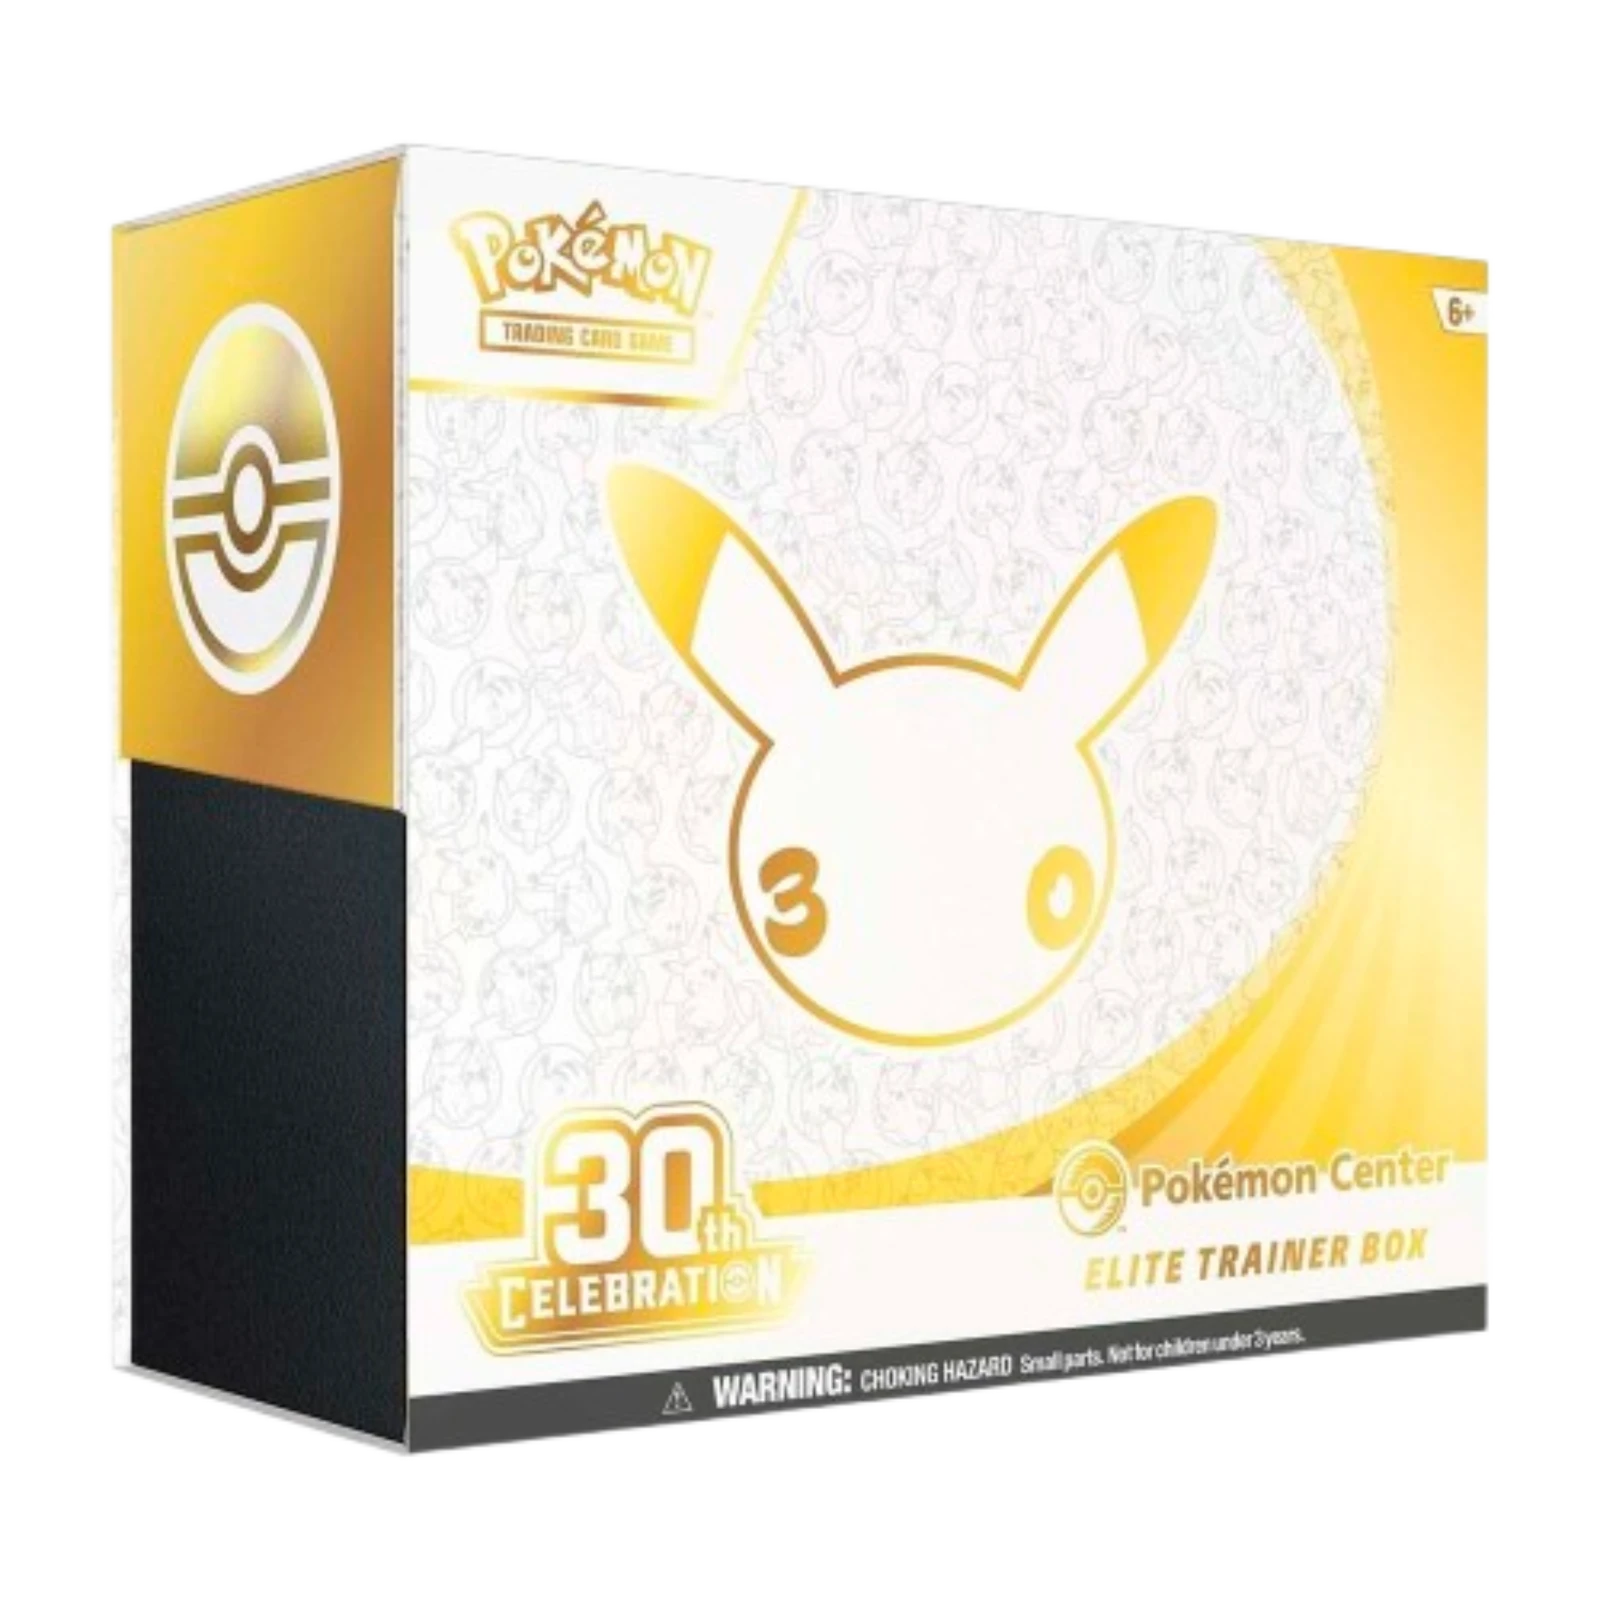 POKéMON
TRADING CARD GAME
6+
3 0
30th
CELEBRATION
Pokémon Center
ELITE TRAINER BOX
WARNING: CHOKING HAZARD Small parts. Not for children under 3 years.